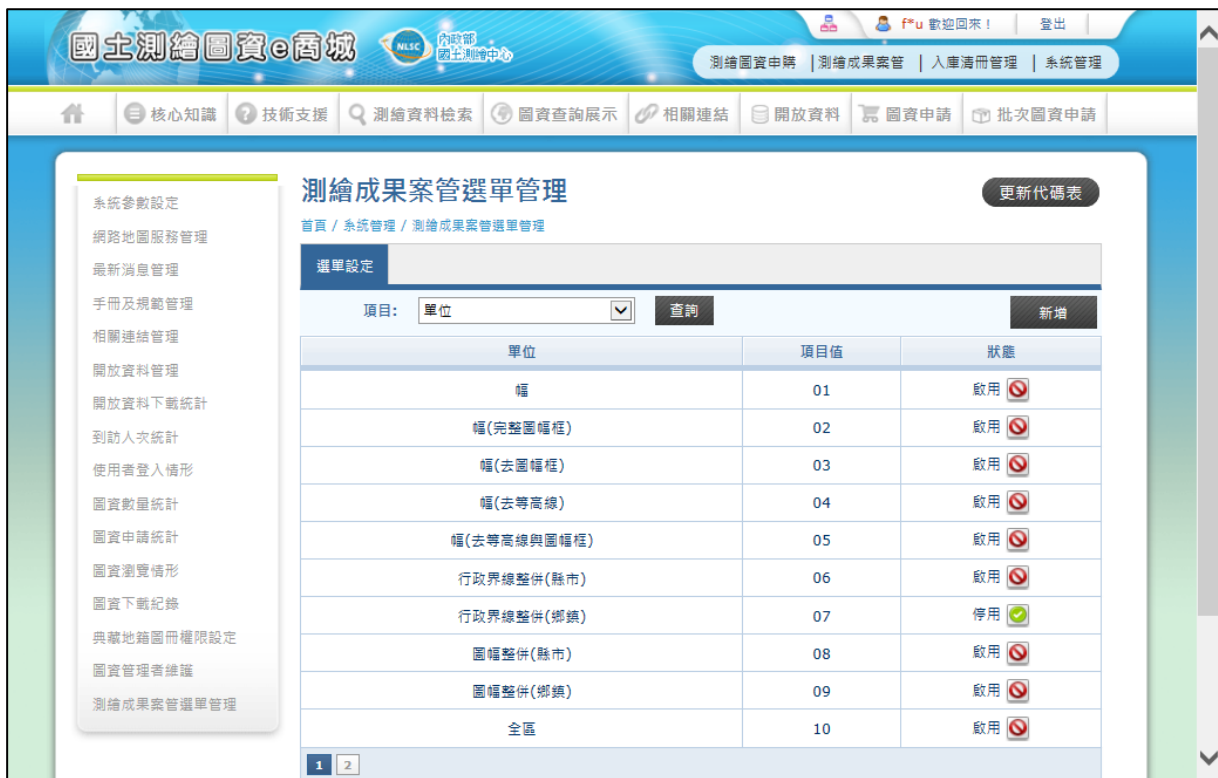 國土測繪圖資e商城
NLSC
內政部
國土測繪中心
f*u 歡迎回來！
登出
測繪圖資申購 | 測繪成果案管 | 入庫清冊管理 | 系統管理
核心知識
技術支援
測繪資料檢索
圖資查詢展示
相關連結
開放資料
圖資申請
批次圖資申請
系統參數設定
網路地圖服務管理
最新消息管理
手冊及規範管理
相關連結管理
開放資料管理
開放資料下載統計
到訪人次統計
使用者登入情形
圖資數量統計
圖資申請統計
圖資瀏覽情形
圖資下載紀錄
典藏地籍圖冊權限設定
圖資管理者維護
測繪成果案管選單管理
測繪成果案管選單管理
更新代碼表
首頁 / 系統管理 / 測繪成果案管選單管理
選單設定
項目: 單位 查詢 新增
單位 項目值 狀態
幅 01 啟用
幅(完整圖幅框) 02 啟用
幅(去圖幅框) 03 啟用
幅(去等高線) 04 啟用
幅(去等高線與圖幅框) 05 啟用
行政界線整併(縣市) 06 啟用
行政界線整併(鄉鎮) 07 停用
圖幅整併(縣市) 08 啟用
圖幅整併(鄉鎮) 09 啟用
全區 10 啟用
1 2